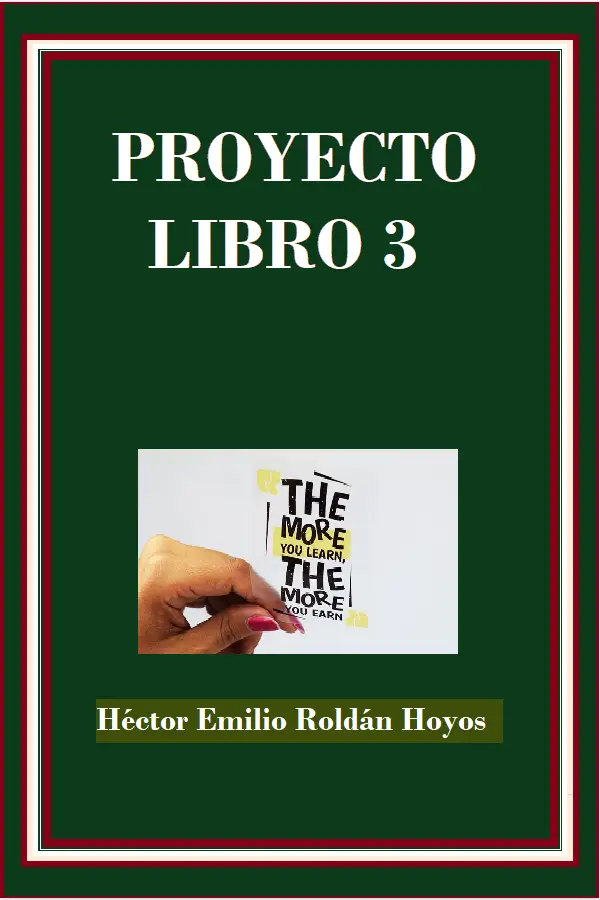 PROYECTO
LIBRO 3
THE
MORE
YOU LEARN,
THE
MORE
YOU EARN
Héctor Emilio Roldán Hoyos